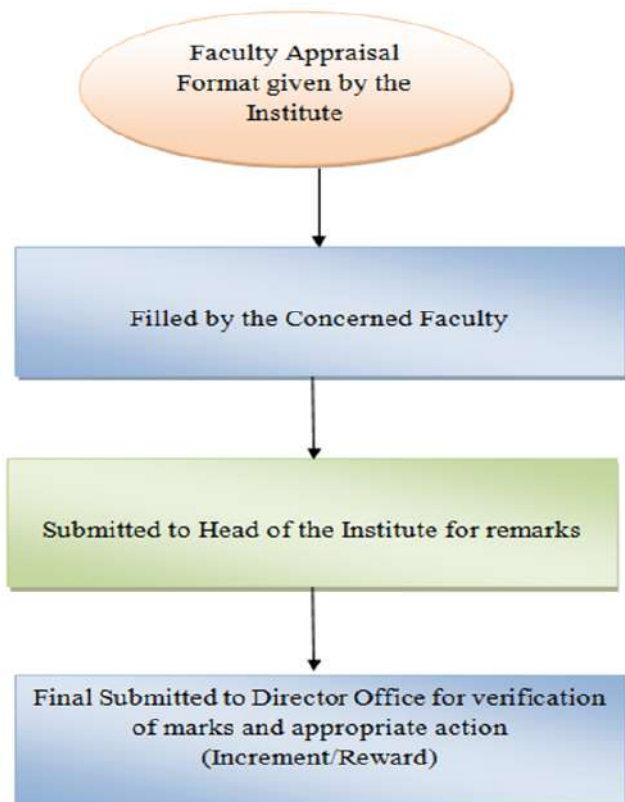 Faculty Appraisal
Format given by the
Institute
Filled by the Concerned Faculty
Submitted to Head of the Institute for remarks
Final Submitted to Director Office for verification
of marks and appropriate action
(Increment/Reward)